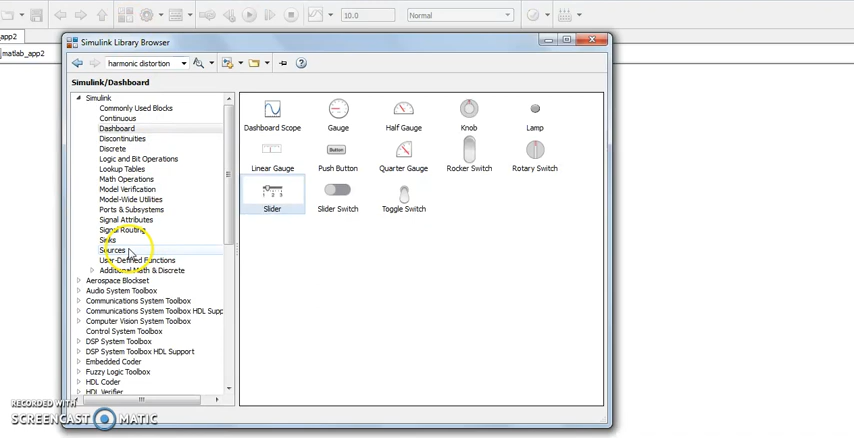 10.0
Normal
app2
matlab_app2
Simulink Library Browser
harmonic distortion
Simulink/Dashboard
Simulink
Commonly Used Blocks
Continuous
Dashboard
Discontinuities
Discrete
Logic and Bit Operations
Lookup Tables
Math Operations
Model Verification
Model-Wide Utilities
Ports & Subsystems
Signal Attributes
Signal Routing
Sinks
Sources
User-Defined Functions
Additional Math & Discrete
Aerospace Blockset
Audio System Toolbox
Communications System Toolbox
Communications System Toolbox HDL Supp
Computer Vision System Toolbox
Control System Toolbox
DSP System Toolbox
DSP System Toolbox HDL Support
Embedded Coder
Fuzzy Logic Toolbox
HDL Coder
HDL Verifier
Dashboard Scope
Gauge
Half Gauge
Knob
Lamp
Button
Linear Gauge
Push Button
Quarter Gauge
Rocker Switch
Rotary Switch
1 2 3
Slider
Slider Switch
Toggle Switch
RECORDED WITH
SCREENCAST MATIC